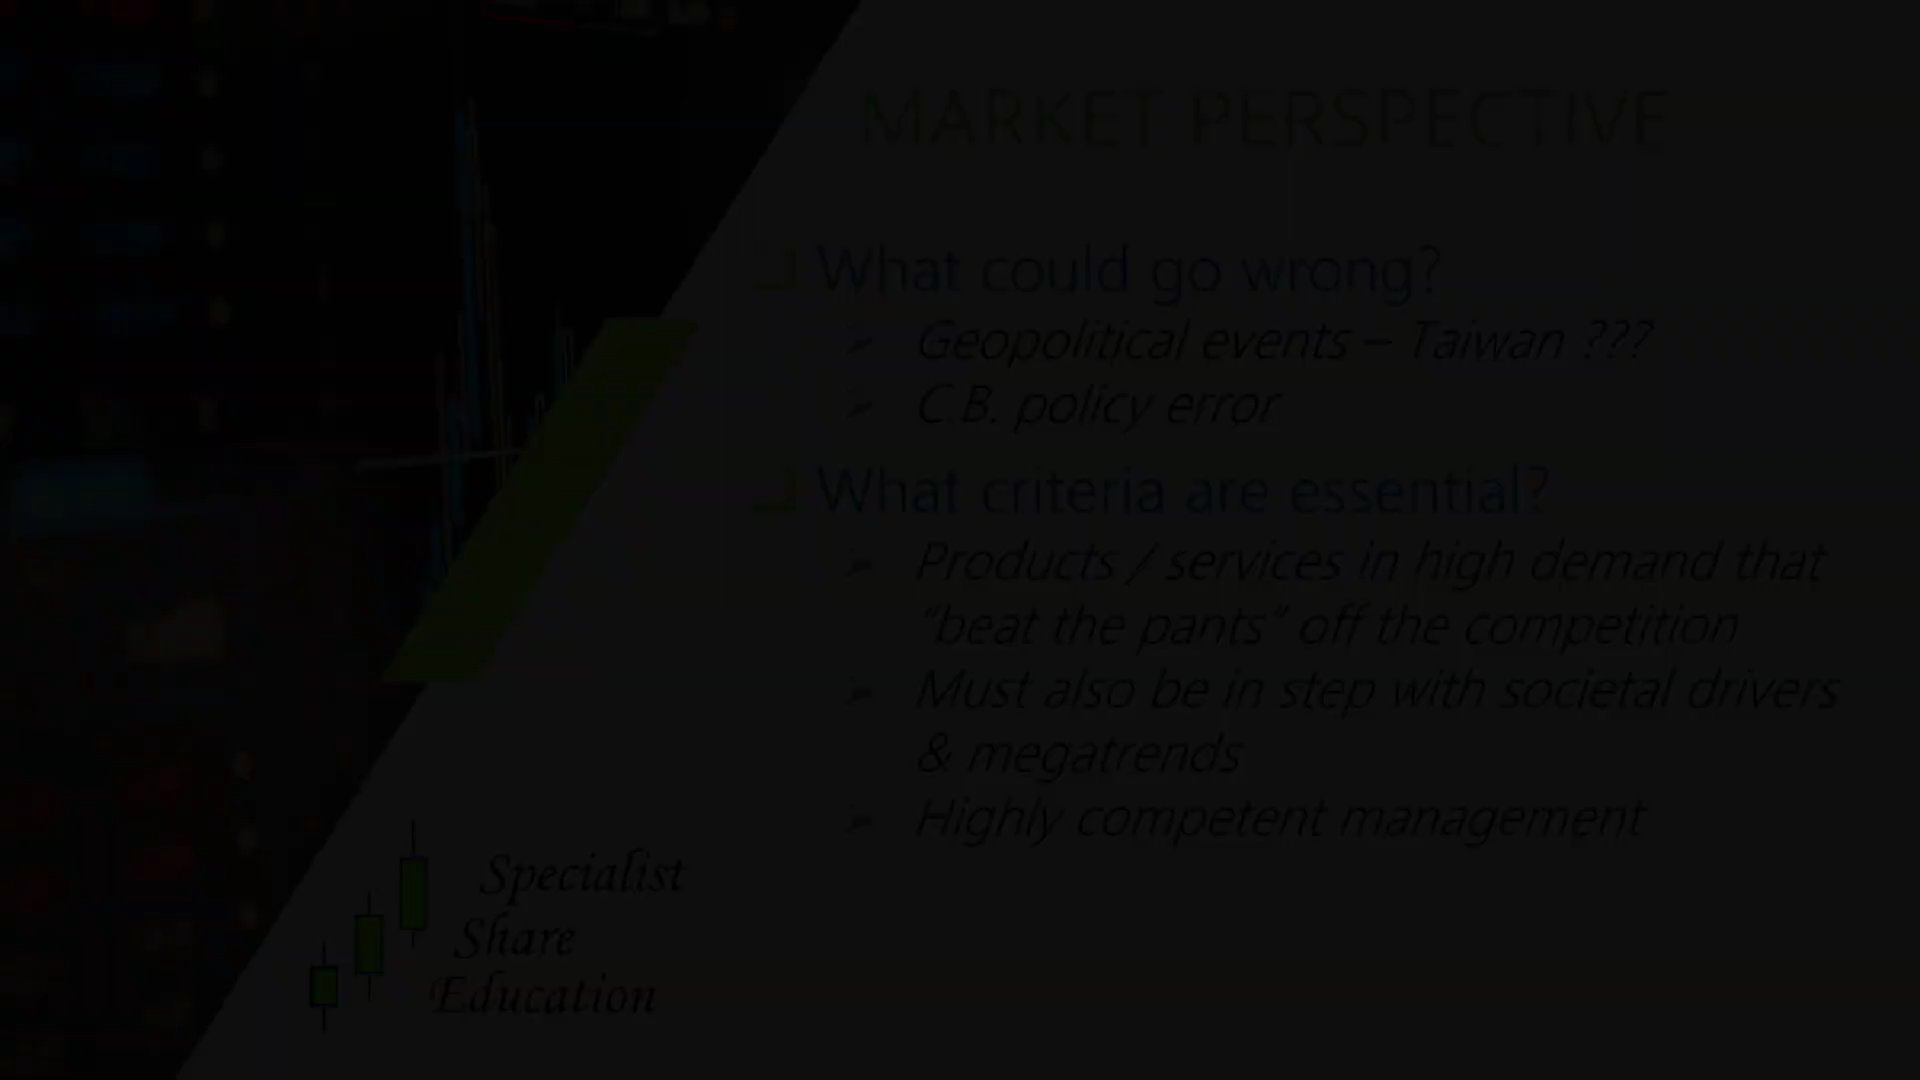 MARKET PERSPECTIVE
What could go wrong?
Geopolitical events – Taiwan ???
C.B. policy error
What criteria are essential?
Products / services in high demand that
“beat the pants” off the competition
Must also be in step with societal drivers
& megatrends
Highly competent management
Specialist
Share
Education